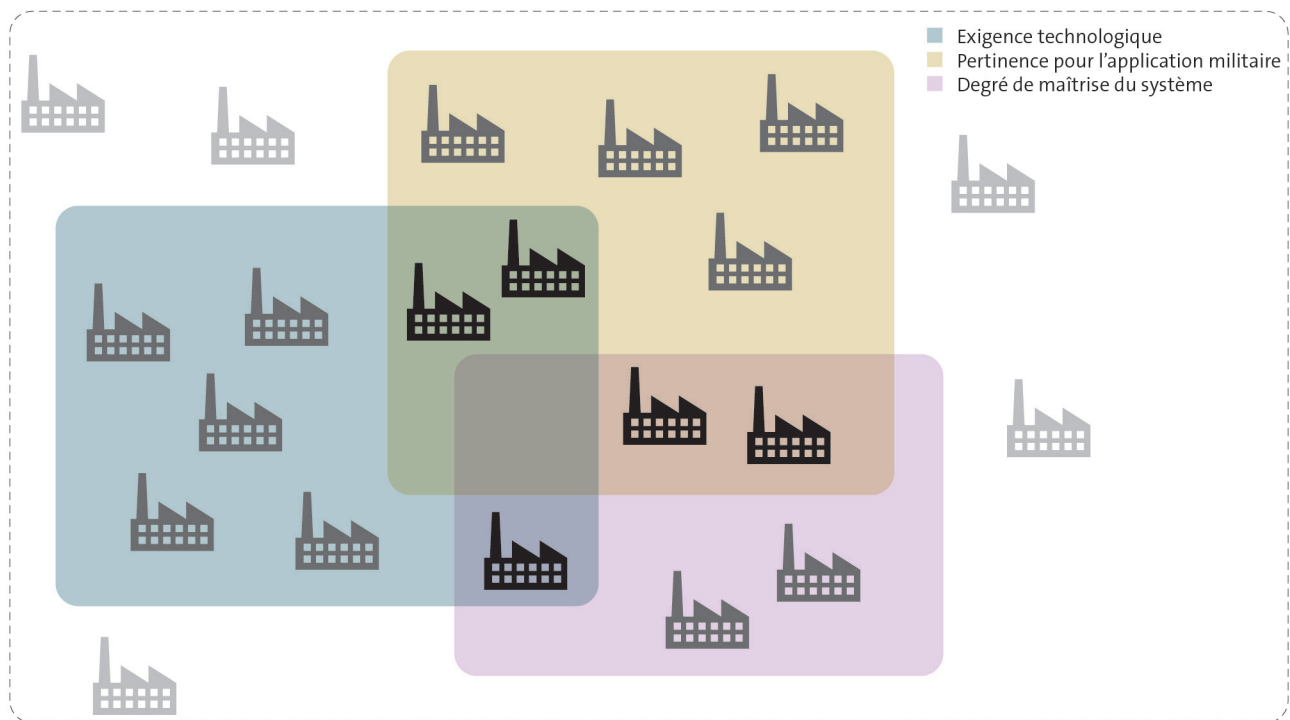 Exigence technologique
Pertinence pour l'application militaire
Degré de maîtrise du système